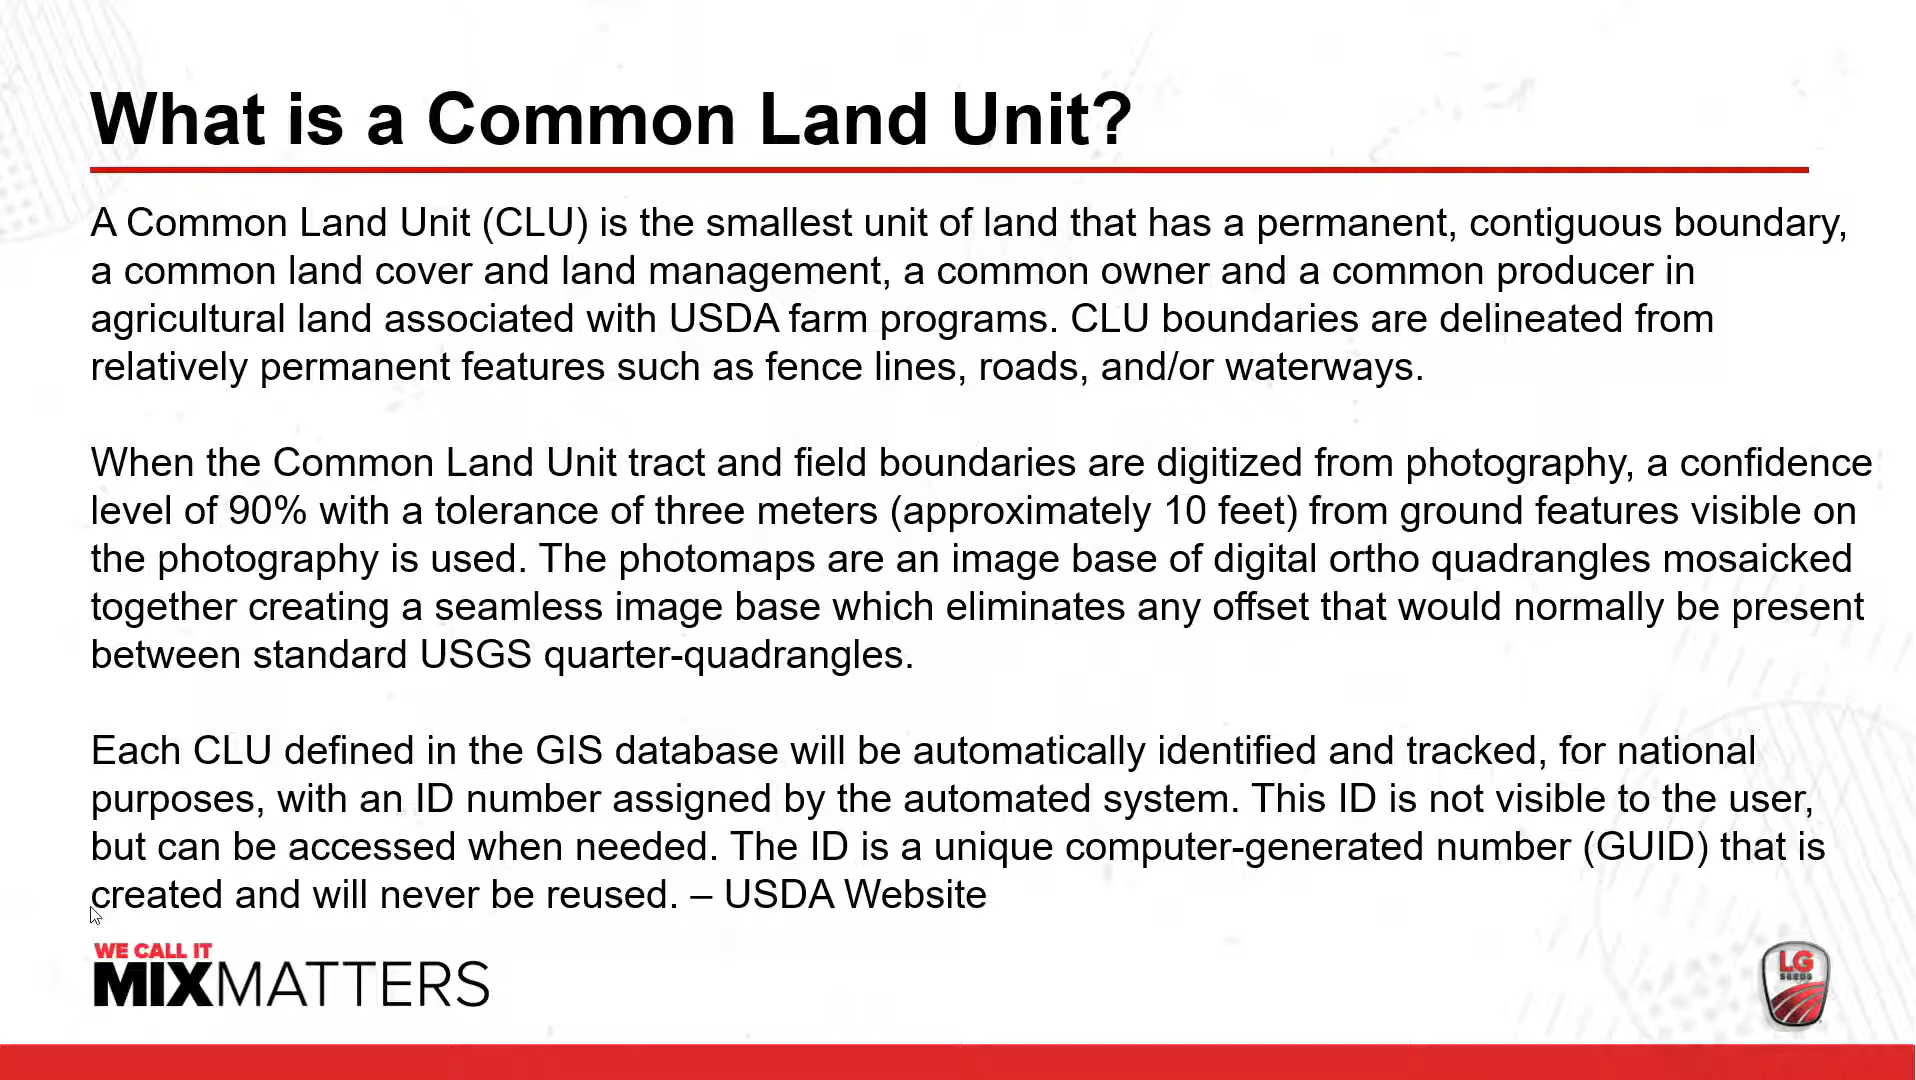 What is a Common Land Unit?
A Common Land Unit (CLU) is the smallest unit of land that has a permanent, contiguous boundary,
a common land cover and land management, a common owner and a common producer in
agricultural land associated with USDA farm programs. CLU boundaries are delineated from
relatively permanent features such as fence lines, roads, and/or waterways.
When the Common Land Unit tract and field boundaries are digitized from photography, a confidence
level of 90% with a tolerance of three meters (approximately 10 feet) from ground features visible on
the photography is used. The photomaps are an image base of digital ortho quadrangles mosaicked
together creating a seamless image base which eliminates any offset that would normally be present
between standard USGS quarter-quadrangles.
Each CLU defined in the GIS database will be automatically identified and tracked, for national
purposes, with an ID number assigned by the automated system. This ID is not visible to the user,
but can be accessed when needed. The ID is a unique computer-generated number (GUID) that is
created and will never be reused. – USDA Website
WE CALL IT
MIXMATTERS
LG
SEEDS